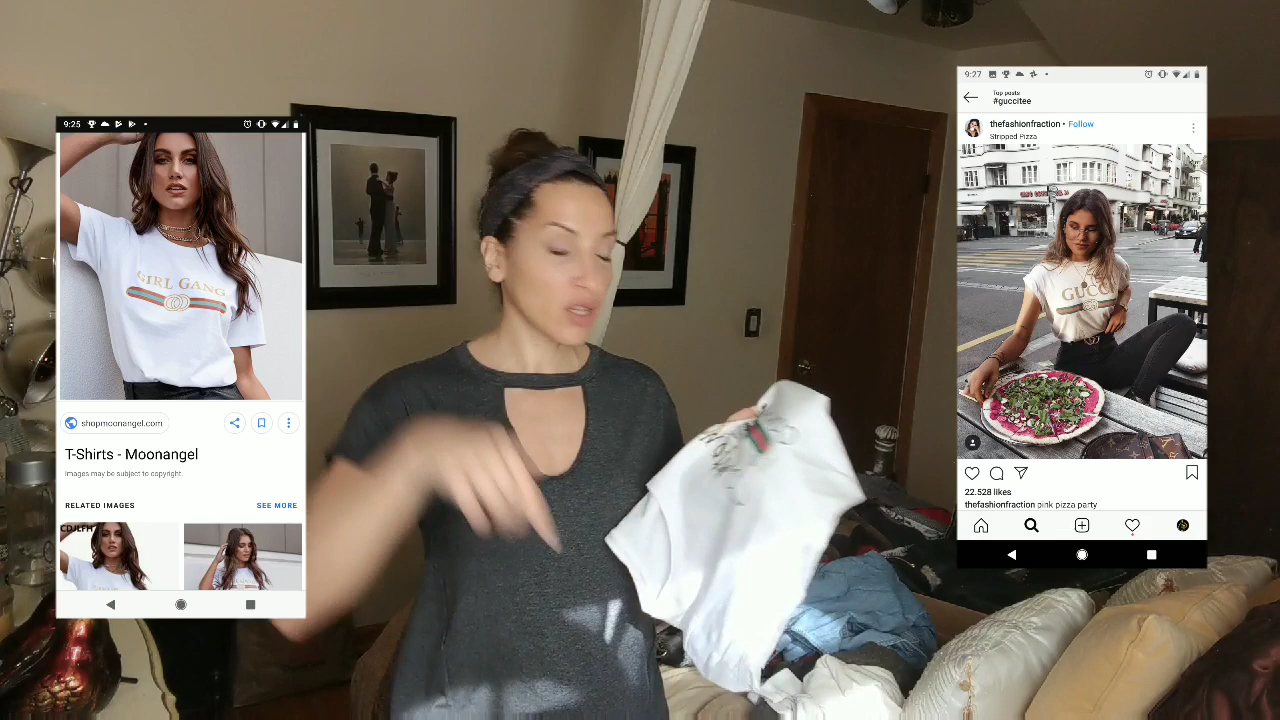 9:25
GIRL GANG
shopmoonangel.com
T-Shirts - Moonangel
Images may be subject to copyright.
RELATED IMAGES
SEE MORE
9:27
Top posts
#guccitee
thefashionfraction • Follow
Stripped Pizza
GUCCI
22.528 likes
thefashionfraction pink pizza party